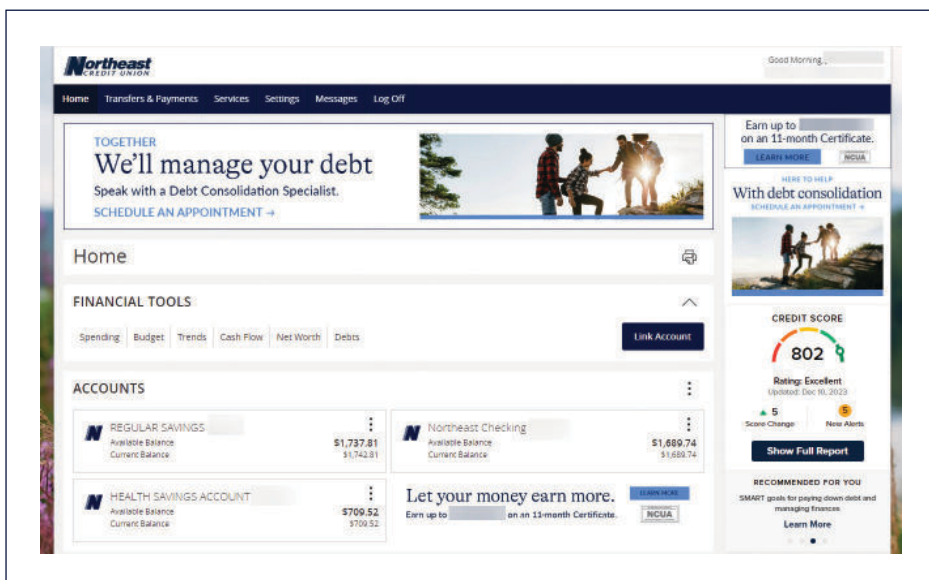 Northeast
CREDIT UNION
Good Morning,
Home Transfers & Payments Services Settings Messages Log Off
TOGETHER
We'll manage your debt
Speak with a Debt Consolidation Specialist.
SCHEDULE AN APPOINTMENT →
Earn up to
on an 11-month Certificate.
LEARN MORE NCUA
HERE TO HELP
With debt consolidation
SCHEDULE AN APPOINTMENT →
Home
FINANCIAL TOOLS
Spending Budget Trends Cash Flow Net Worth Debts
Link Account
ACCOUNTS
REGULAR SAVINGS
Available Balance $1,737.81
Current Balance $1,742.81
Northeast Checking
Available Balance $1,689.74
Current Balance $1,689.74
HEALTH SAVINGS ACCOUNT
Available Balance $709.52
Current Balance $709.52
Let your money earn more.
Earn up to on an 11-month Certificate.
LEARN MORE
NCUA
CREDIT SCORE
802
Rating: Excellent
Updated: Dec 10, 2023
5 5
Score Change New Alerts
Show Full Report
RECOMMENDED FOR YOU
SMART goals for paying down debt and
managing finances
Learn More